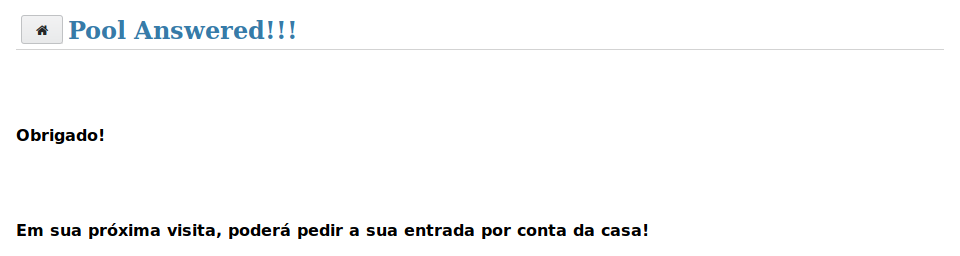 Pool Answered!!!
Obrigado!
Em sua próxima visita, poderá pedir a sua entrada por conta da casa!